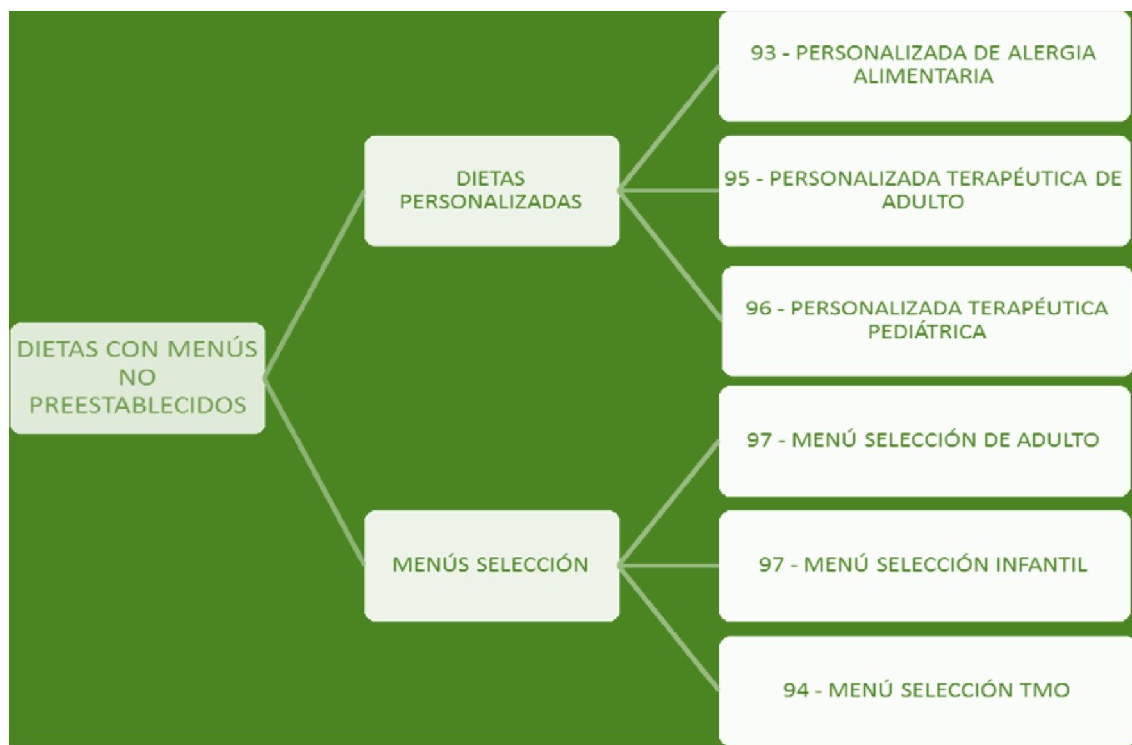 DIETAS CON MENÚS
NO
PREESTABLECIDOS
DIETAS
PERSONALIZADAS
93 - PERSONALIZADA DE ALERGIA
ALIMENTARIA
95 - PERSONALIZADA TERAPÉUTICA DE
ADULTO
96 - PERSONALIZADA TERAPÉUTICA
PEDIÁTRICA
MENÚS SELECCIÓN
97 - MENÚ SELECCIÓN DE ADULTO
97 - MENÚ SELECCIÓN INFANTIL
94 - MENÚ SELECCIÓN TMO